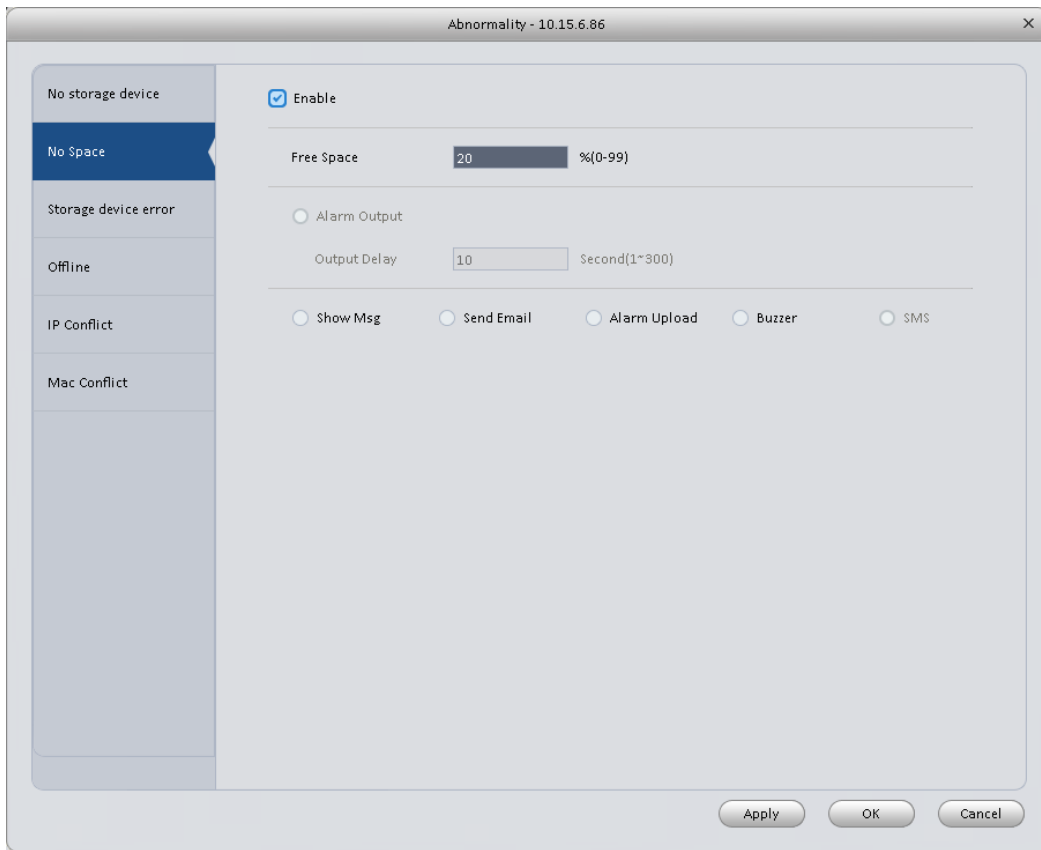 Abnormality - 10.15.6.86
No storage device
No Space
Storage device error
Offline
IP Conflict
Mac Conflict
Enable
Free Space 20 %(0-99)
Alarm Output
Output Delay 10 Second(1~300)
Show Msg Send Email Alarm Upload Buzzer SMS
Apply OK Cancel